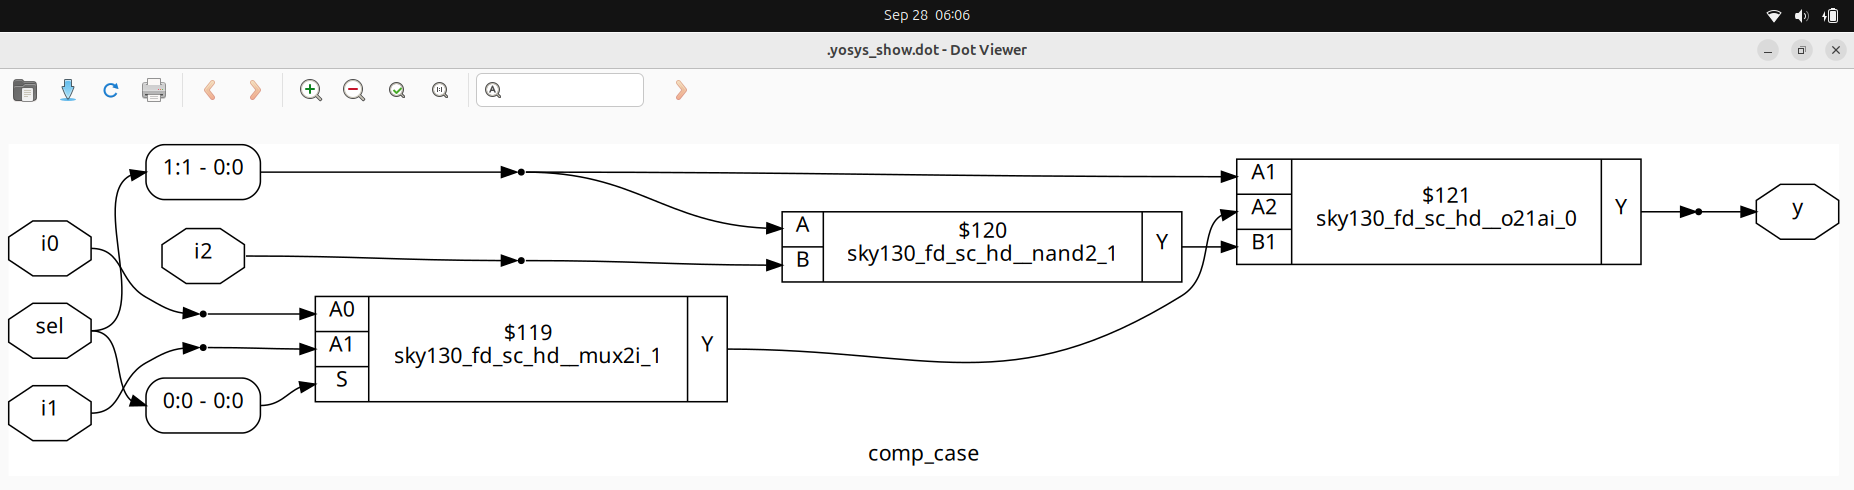 Sep 28 06:06
.yosys_show.dot - Dot Viewer
1:1 - 0:0
i0
i2
sel
i1
0:0 - 0:0
A0
A1
S
$119
sky130_fd_sc_hd__mux2i_1
Y
A
B
$120
sky130_fd_sc_hd__nand2_1
Y
A1
A2
B1
$121
sky130_fd_sc_hd__o21ai_0
Y
y
comp_case